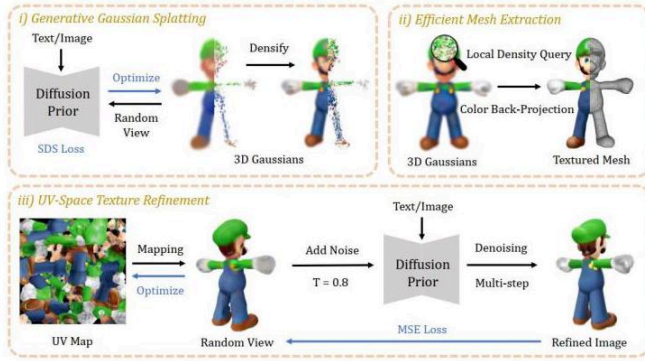 i) Generative Gaussian Splatting
Text/Image
Diffusion
Prior
SDS Loss
Optimize
Random
View
Densify
3D Gaussians
ii) Efficient Mesh Extraction
Local Density Query
Color Back-Projection
3D Gaussians
Textured Mesh
iii) UV-Space Texture Refinement
UV Map
Mapping
Optimize
Random View
Add Noise
T = 0.8
Text/Image
Diffusion
Prior
Denoising
Multi-step
MSE Loss
Refined Image